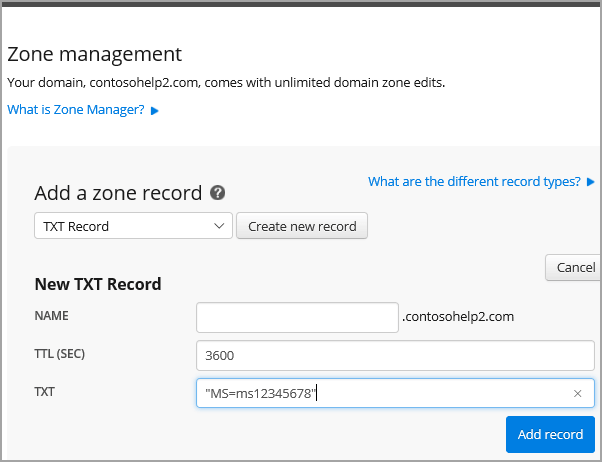 Zone management
Your domain, contosohelp2.com, comes with unlimited domain zone edits.
What is Zone Manager?
What are the different record types?
Add a zone record ?
TXT Record
Create new record
Cancel
New TXT Record
NAME .contosohelp2.com
TTL (SEC) 3600
TXT "MS=ms12345678" ×
Add record